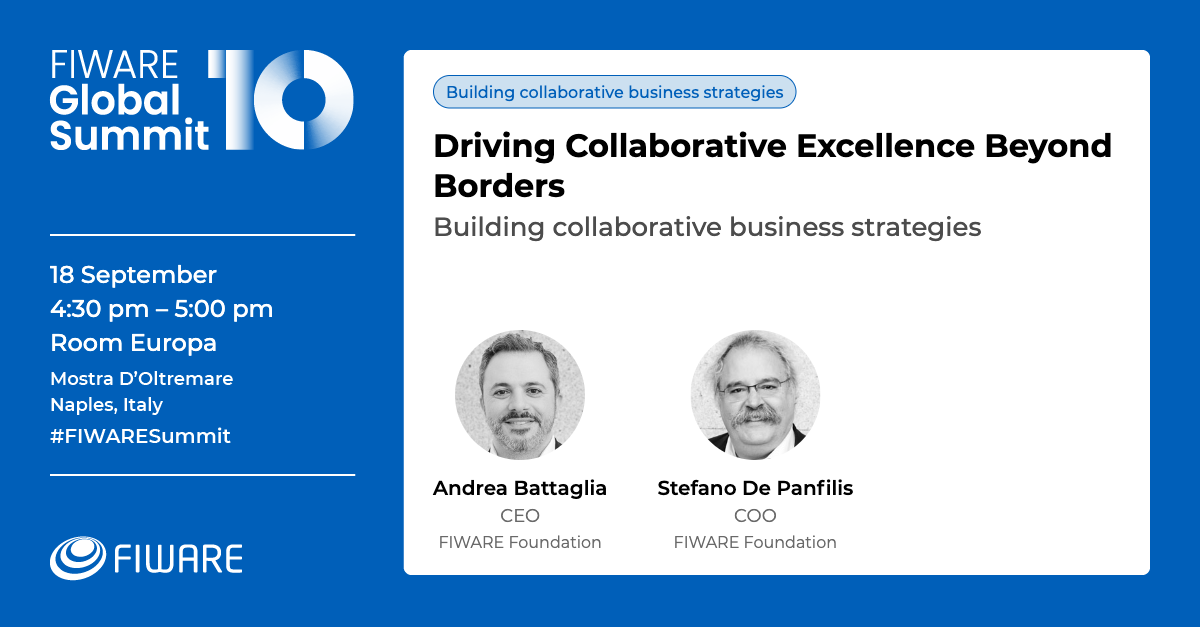 FIWARE
Global
Summit
10
18 September
4:30 pm – 5:00 pm
Room Europa
Mostra D’Oltremare
Naples, Italy
#FIWARESummit
FIWARE
Building collaborative business strategies
Driving Collaborative Excellence Beyond
Borders
Building collaborative business strategies
Andrea Battaglia
CEO
FIWARE Foundation
Stefano De Panfilis
COO
FIWARE Foundation